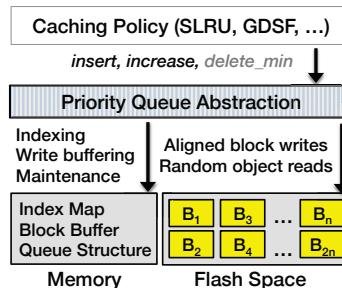 Caching Policy (SLRU, GDSF, ...)
insert, increase, delete_min
Priority Queue Abstraction
Indexing
Write buffering
Maintenance
Aligned block writes
Random object reads
Index Map
Block Buffer
Queue Structure
B1 B3 ... Bn
B2 B4 ... B2n
Memory
Flash Space